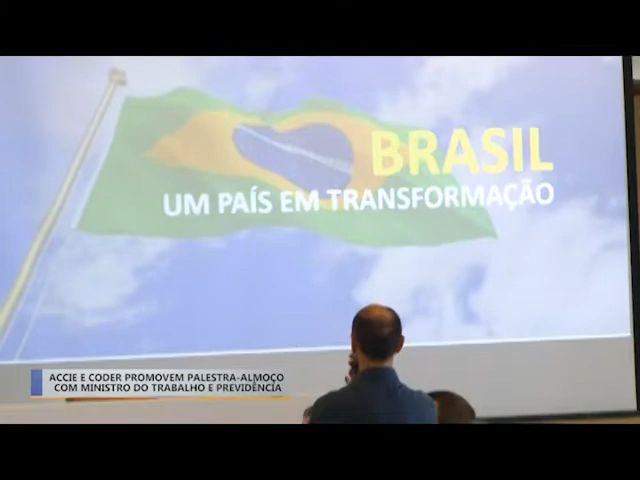 BRASIL
UM PAÍS EM TRANSFORMAÇÃO
ACCIE E CODER PROMOVEM PALESTRA-ALMOÇO
COM MINISTRO DO TRABALHO E PREVIDÊNCIA